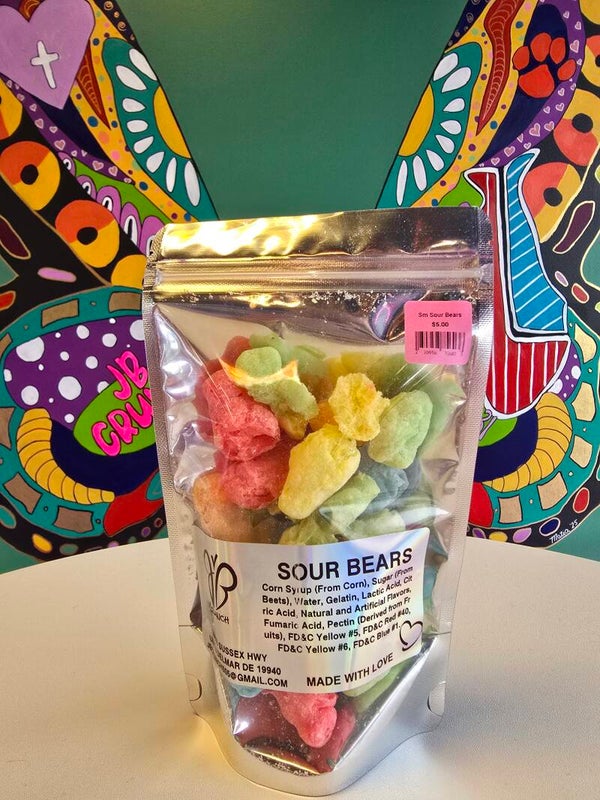 JB
CRU
Sm Sour Bears
$5.00
SOUR BEARS
Corn Syrup (From Corn), Sugar (From
Beets), Water, Gelatin, Lactic Acid, Cit
ric Acid, Natural and Artificial Flavors,
Fumaric Acid, Pectin (Derived from Fr
uits), FD&C Yellow #5, FD&C Red #40,
FD&C Yellow #6, FD&C Blue #1,
SUSSEX HWY
DE 19940
@GMAIL.COM
MADE WITH LOVE